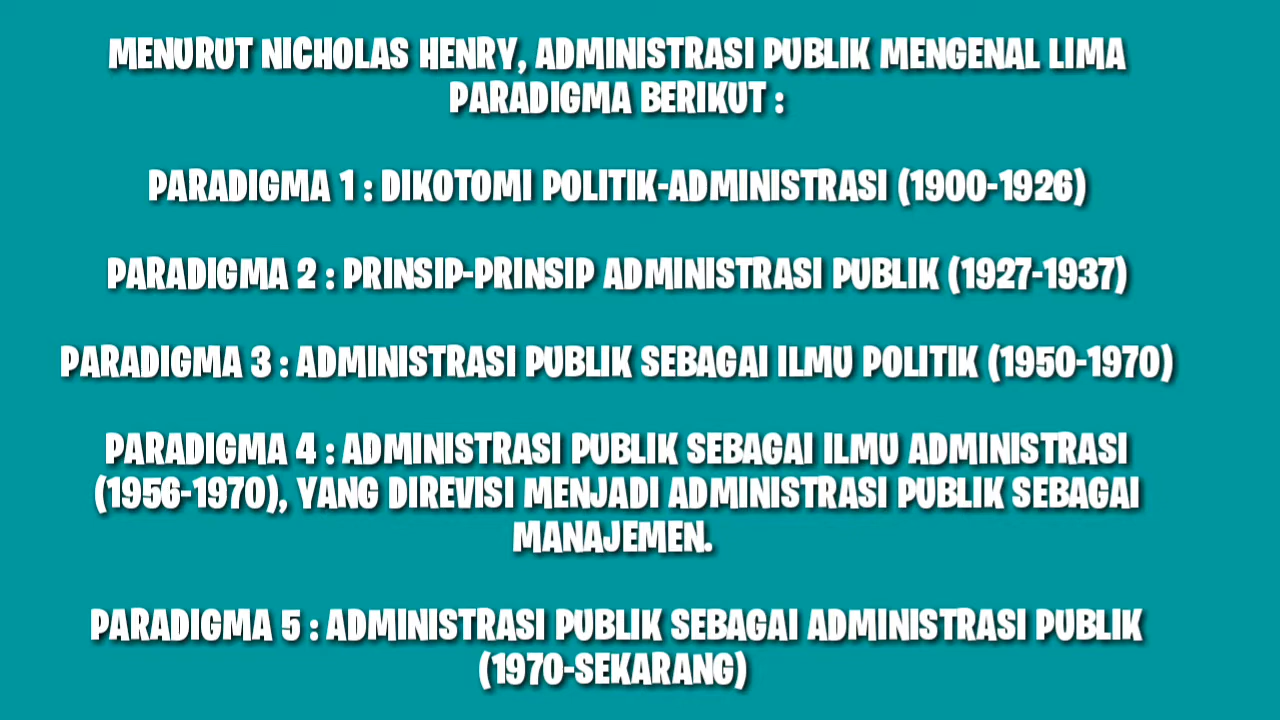 MENURUT NICHOLAS HENRY, ADMINISTRASI PUBLIK MENGENAL LIMA
PARADIGMA BERIKUT :
PARADIGMA 1 : DIKOTOMI POLITIK-ADMINISTRASI (1900-1926)
PARADIGMA 2 : PRINSIP-PRINSIP ADMINISTRASI PUBLIK (1927-1937)
PARADIGMA 3 : ADMINISTRASI PUBLIK SEBAGAI ILMU POLITIK (1950-1970)
PARADIGMA 4 : ADMINISTRASI PUBLIK SEBAGAI ILMU ADMINISTRASI
(1956-1970), YANG DIREVISI MENJADI ADMINISTRASI PUBLIK SEBAGAI
MANAJEMEN.
PARADIGMA 5 : ADMINISTRASI PUBLIK SEBAGAI ADMINISTRASI PUBLIK
(1970-SEKARANG)